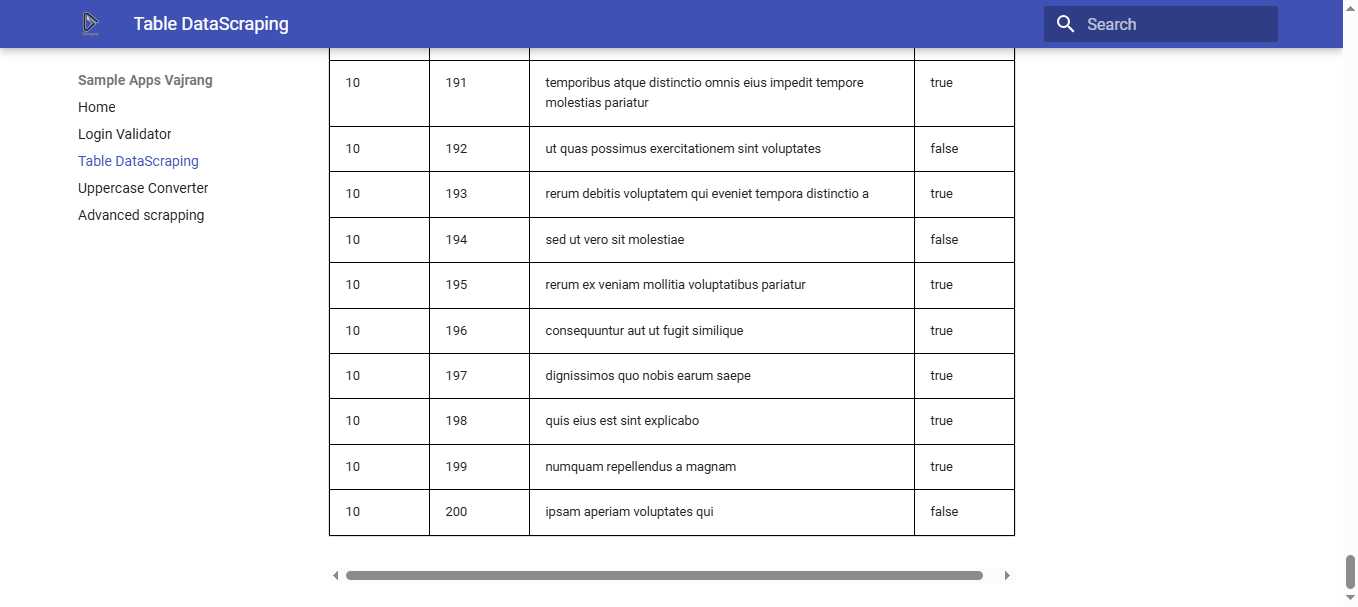 Table DataScraping
Search
Sample Apps Vajrang
Home
Login Validator
Table DataScraping
Uppercase Converter
Advanced scrapping
10 191 temporibus atque distinctio omnis eius impedit tempore true
molestias pariatur
10 192 ut quas possimus exercitationem sint voluptates false
10 193 rerum debitis voluptatem qui eveniet tempora distinctio a true
10 194 sed ut vero sit molestiae false
10 195 rerum ex veniam mollitia voluptatibus pariatur true
10 196 consequuntur aut ut fugit similique true
10 197 dignissimos quo nobis earum saepe true
10 198 quis eius est sint explicabo true
10 199 numquam repellendus a magnam true
10 200 ipsam aperiam voluptates qui false